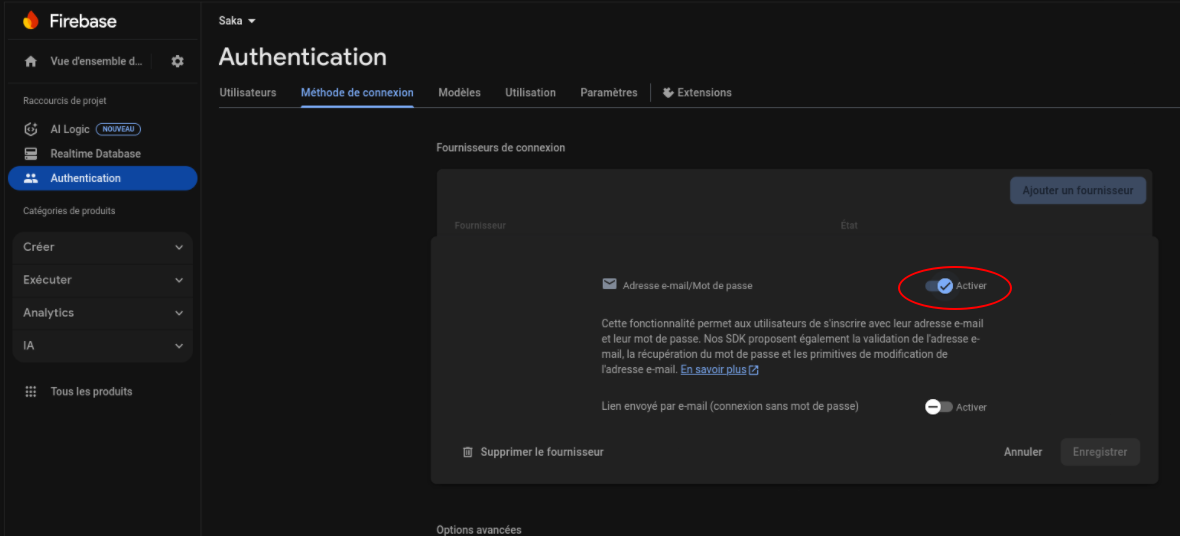 Firebase
Saka
Vue d'ensemble d...
Authentication
Utilisateurs
Méthode de connexion
Modèles
Utilisation
Paramètres
Extensions
Raccourcis de projet
AI Logic
NOUVEAU
Realtime Database
Authentication
Catégories de produits
Créer
Exécuter
Analytics
IA
Tous les produits
Fournisseurs de connexion
Ajouter un fournisseur
Fournisseur
État
Adresse e-mail/Mot de passe
Activer
Cette fonctionnalité permet aux utilisateurs de s'inscrire avec leur adresse e-mail
et leur mot de passe. Nos SDK proposent également la validation de l'adresse e-
mail, la récupération du mot de passe et les primitives de modification de
l'adresse e-mail. En savoir plus
Lien envoyé par e-mail (connexion sans mot de passe)
Activer
Supprimer le fournisseur
Annuler
Enregistrer
Options avancées